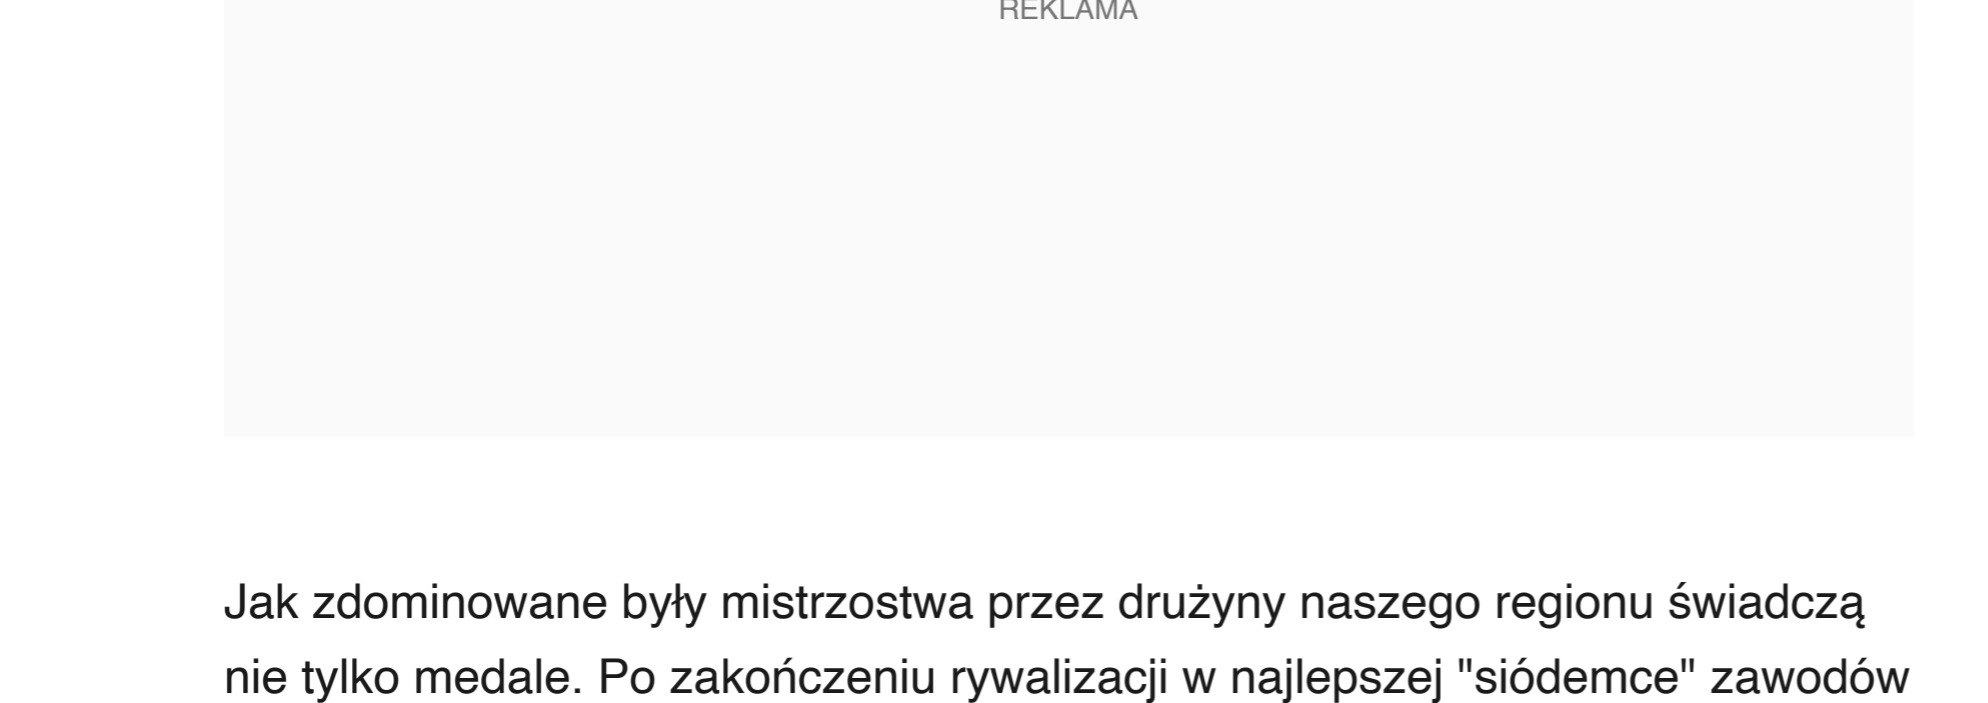 REKLAMA
Jak zdominowane były mistrzostwa przez drużyny naszego regionu świadczą
nie tylko medale. Po zakończeniu rywalizacji w najlepszej "siódemce" zawodów